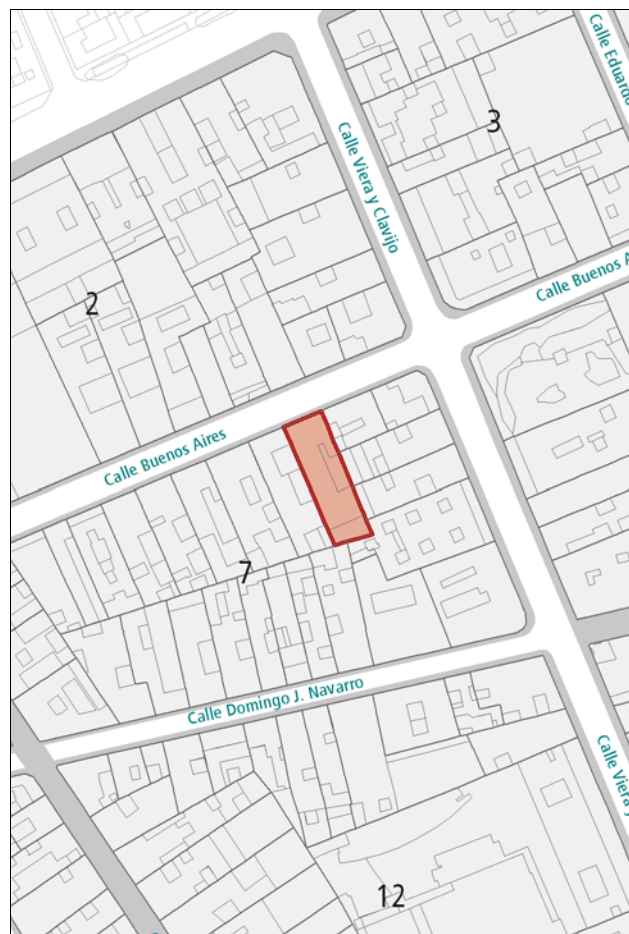 Calle Eduardo
3
Calle Viera y Clavijo
Calle Buenos A
2
Calle Buenos Aires
7
Calle Domingo J. Navarro
Calle Viera y
12